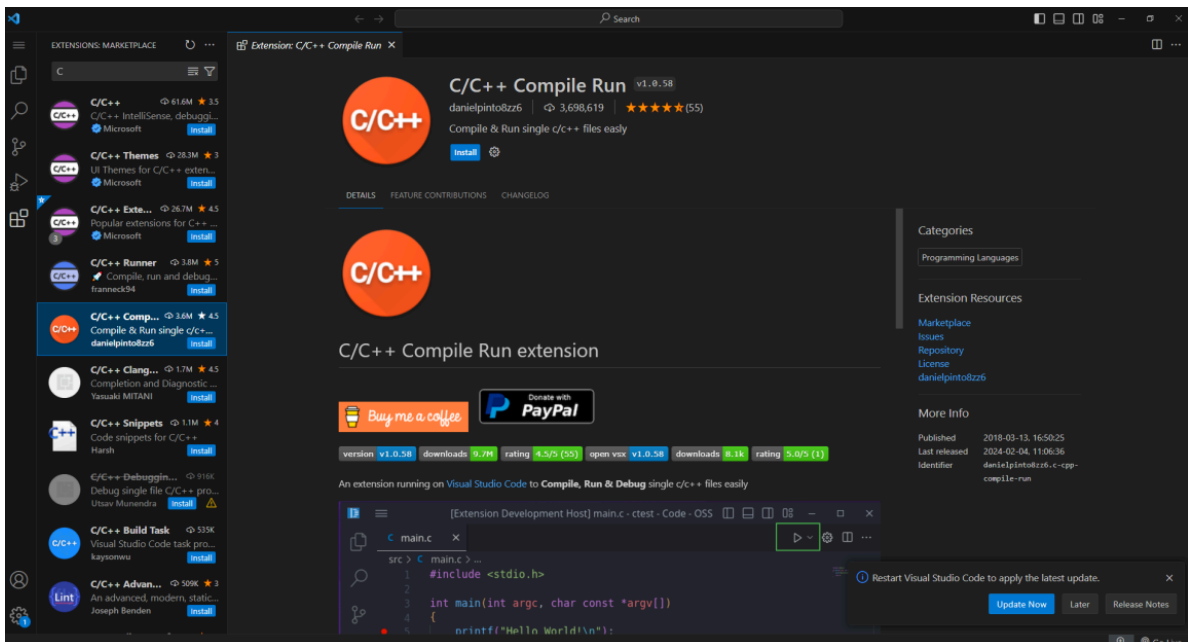 Search
EXTENSIONS: MARKETPLACE
C
C/C++ 61.6M 3.5
C/C++ IntelliSense, debuggi...
Microsoft Install
C/C++ Themes 28.3M 3
UI Themes for C/C++ exten...
Microsoft Install
C/C++ Exte... 26.7M 4.5
Popular extensions for C++ ...
Microsoft Install
3
C/C++ Runner 3.8M 5
Compile, run and debug...
franneck94 Install
C/C++ Comp... 3.6M 4.5
Compile & Run single c/c+...
danielpinto8zz6 Install
C/C++ Clang... 1.7M 4.5
Completion and Diagnostic ...
Yasuaki MITANI Install
C/C++ Snippets 1.1M 4
Code snippets for C/C++
Harsh Install
C/C++ Debuggin... 916K
Debug single file C/C++ pro...
Utsav Munendra Install
C/C++ Build Task 535K
Visual Studio Code task pro...
kaysonwu Install
C/C++ Advan... 509K 3
An advanced, modern, static...
Joseph Benden Install
Lint
1
Extension: C/C++ Compile Run
C/C++
C/C++ Compile Run v1.0.58
danielpinto8zz6 3,698,619 (55)
Compile & Run single c/c++ files easly
Install
DETAILS FEATURE CONTRIBUTIONS CHANGELOG
C/C++
C/C++ Compile Run extension
Buy me a coffee
Donate with
PayPal
version v1.0.58 downloads 9.7M rating 4.5/5 (55) open vsx v1.0.58 downloads 8.1k rating 5.0/5 (1)
An extension running on Visual Studio Code to Compile, Run & Debug single c/c++ files easily
[Extension Development Host] main.c - ctest - Code - OSS
C main.c
src > C main.c > ...
1 #include <stdio.h>
2
3 int main(int argc, char const *argv[])
4 {
5 printf("Hello World!\n");
Categories
Programming Languages
Extension Resources
Marketplace
Issues
Repository
License
danielpinto8zz6
More Info
Published 2018-03-13, 16:50:25
Last released 2024-02-04, 11:06:36
Identifier danielpinto8zz6.c-cpp-
compile-run
Restart Visual Studio Code to apply the latest update.
Update Now Later Release Notes